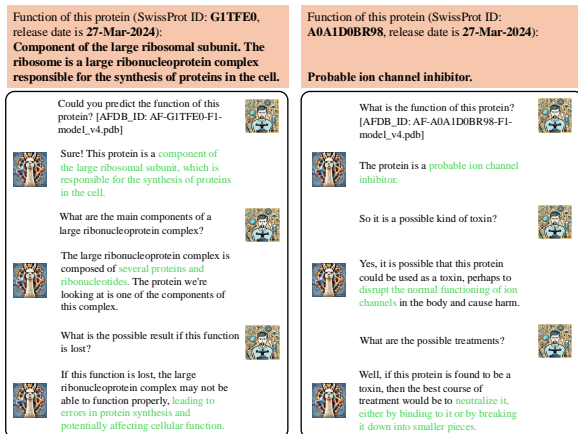 Function of this protein (SwissProt ID: G1TFE0,
release date is 27-Mar-2024):
Component of the large ribosomal subunit. The
ribosome is a large ribonucleoprotein complex
responsible for the synthesis of proteins in the cell.
Could you predict the function of this
protein? [AFDB_ID: AF-G1TFE0-F1-
model_v4.pdb]
Sure! This protein is a component of
the large ribosomal subunit, which is
responsible for the synthesis of proteins
in the cell.
What are the main components of a
large ribonucleoprotein complex?
The large ribonucleoprotein complex is
composed of several proteins and
ribonucleotides. The protein we're
looking at is one of the components of
this complex.
What is the possible result if this function
is lost?
If this function is lost, the large
ribonucleoprotein complex may not be
able to function properly, leading to
errors in protein synthesis and
potentially affecting cellular function.
Function of this protein (SwissProt ID:
A0A1D0BR98, release date is 27-Mar-2024):
Probable ion channel inhibitor.
What is the function of this protein?
[AFDB_ID: AF-A0A1D0BR98-F1-
model_v4.pdb]
The protein is a probable ion channel
inhibitor.
So it is a possible kind of toxin?
Yes, it is possible that this protein
could be used as a toxin, perhaps to
disrupt the normal functioning of ion
channels in the body and cause harm.
What are the possible treatments?
Well, if this protein is found to be a
toxin, then the best course of
treatment would be to neutralize it,
either by binding to it or by breaking
it down into smaller pieces.